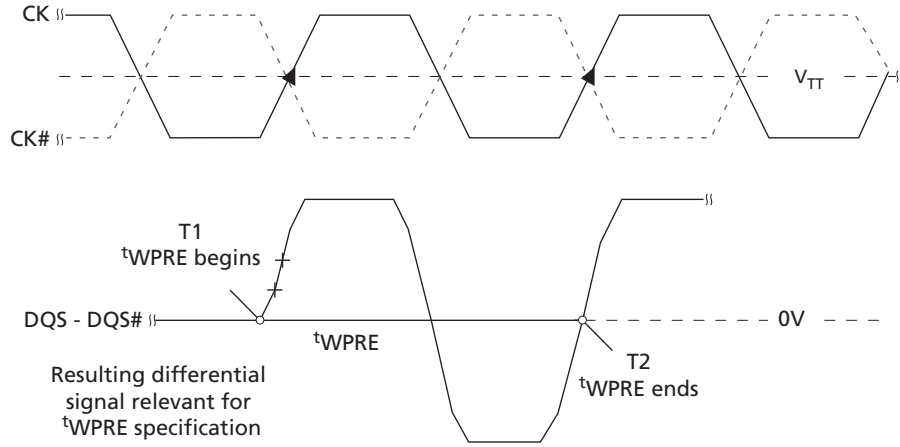 CK
V_TT
CK#
T1
tWPRE begins
DQS - DQS#
0V
tWPRE
T2
tWPRE ends
Resulting differential
signal relevant for
tWPRE specification